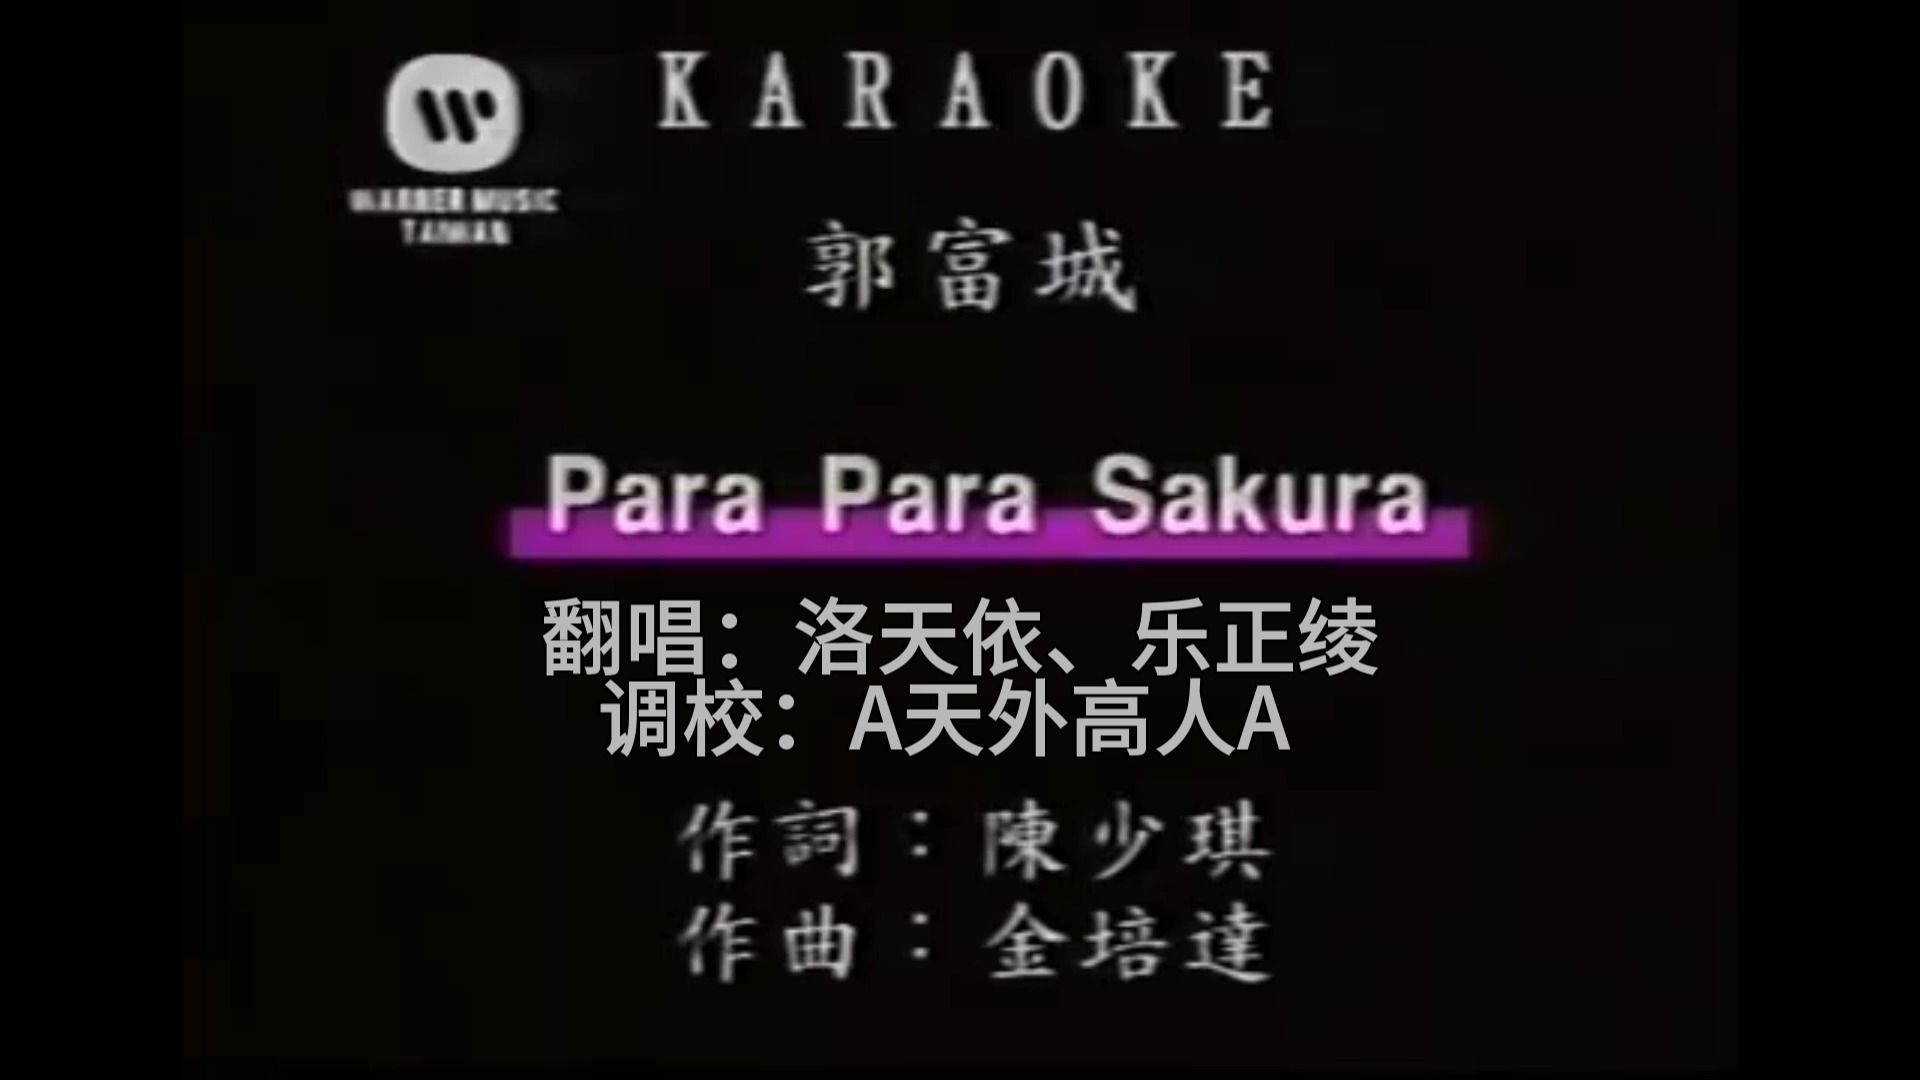 KARAOKE
WARNER MUSIC
TAIWAN
郭富城
Para Para Sakura
翻唱：洛天依、乐正绫
调校：A天外高人A
作詞：陳少琪
作曲：金培達